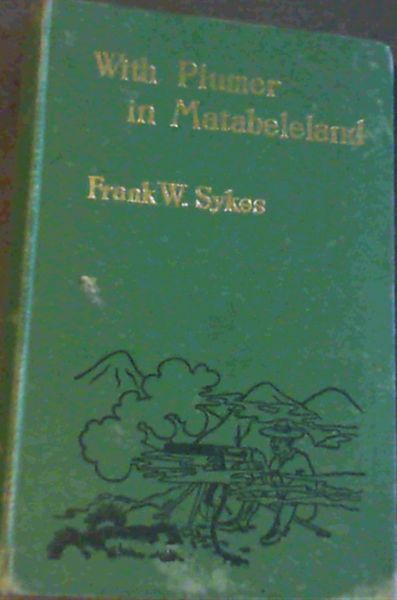 With Plumer
in Matabeleland
Frank W. Sykes